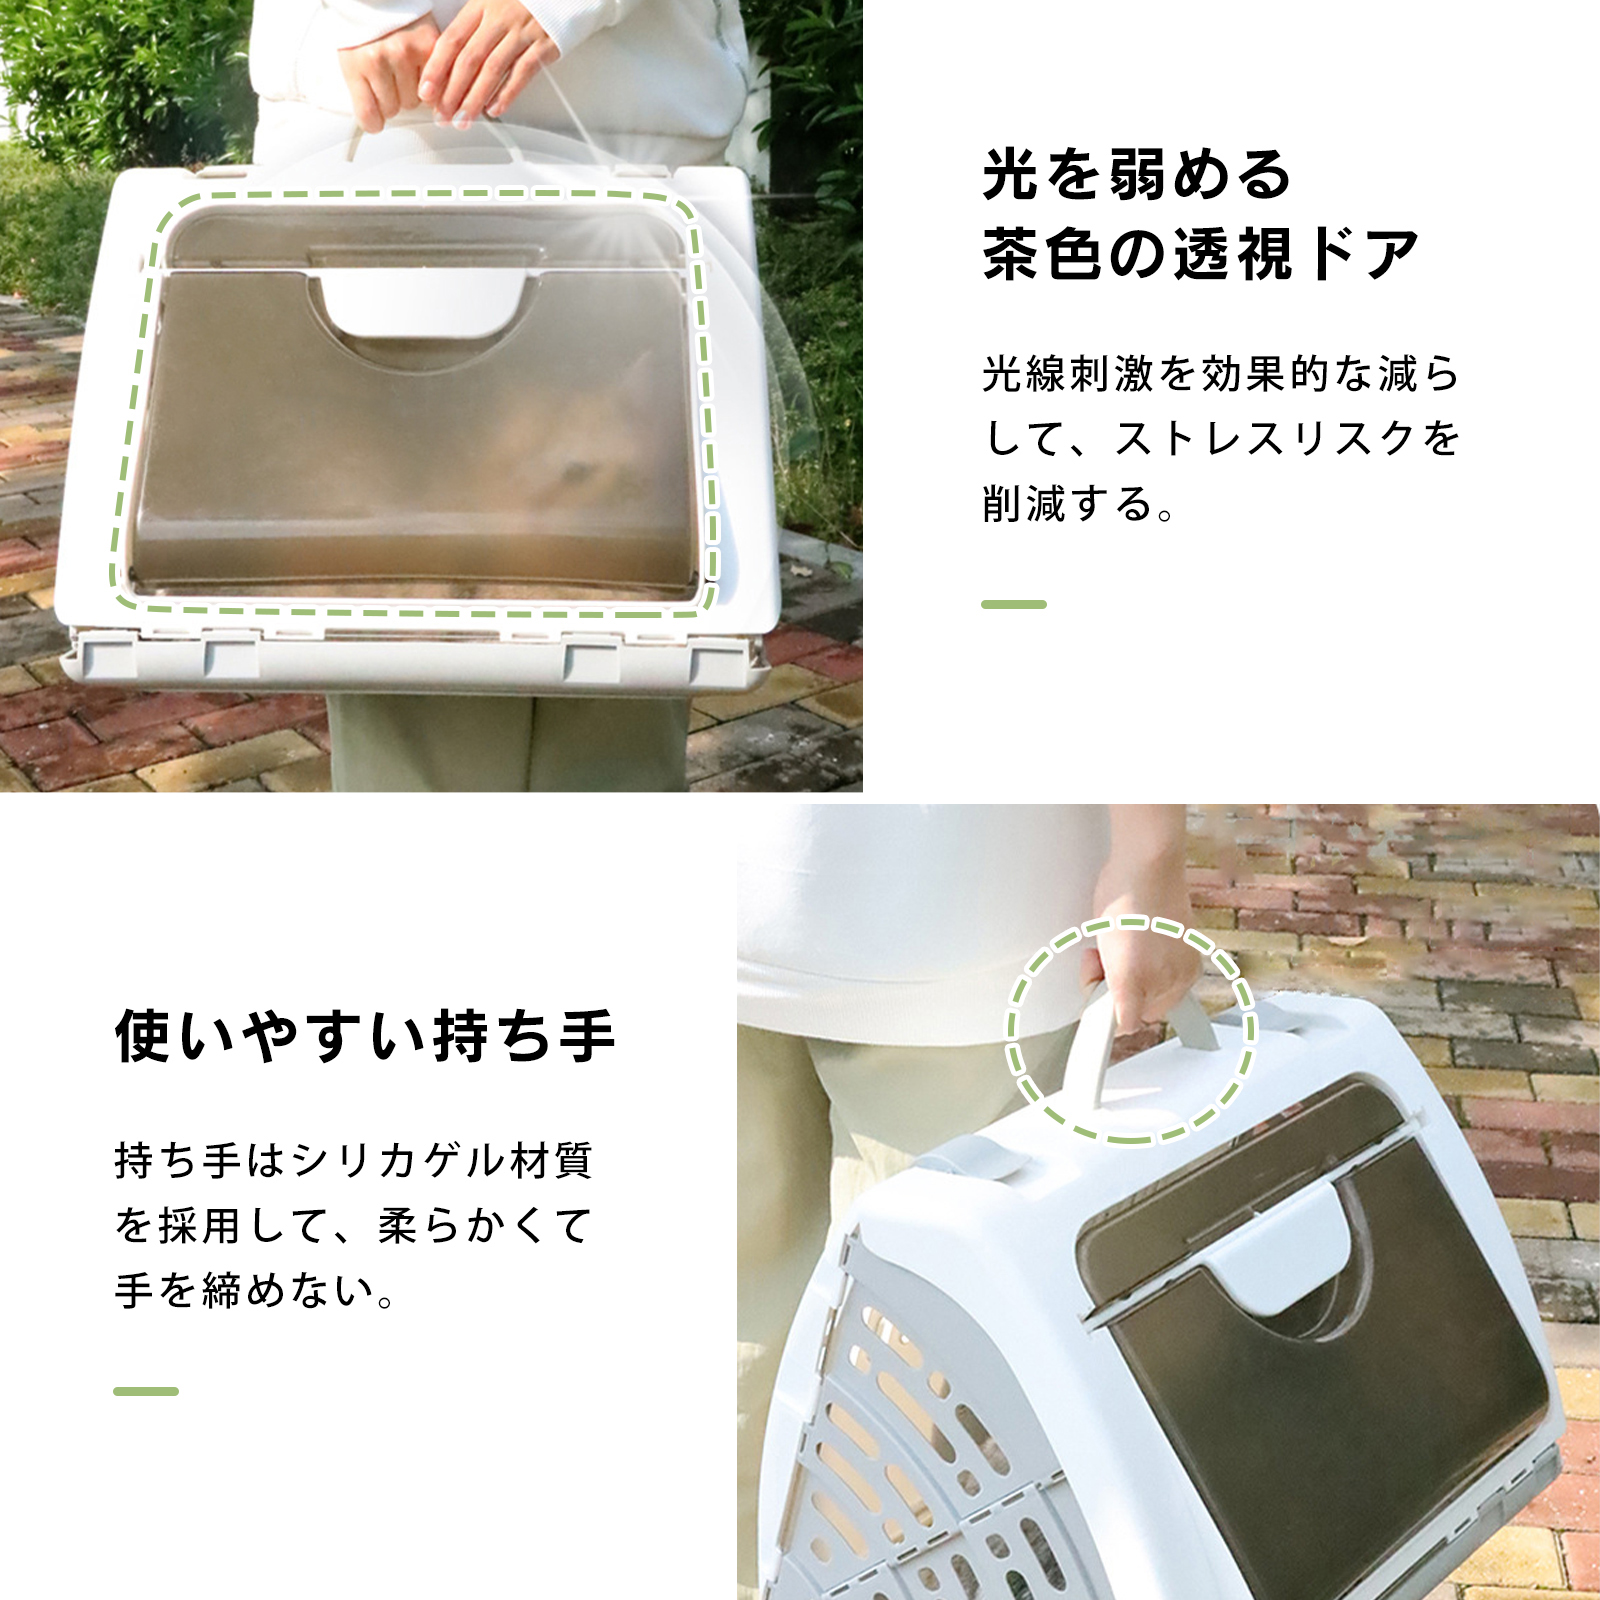 光を弱める
茶色の透視ドア
光線刺激を効果的な減ら
して、ストレスリスクを
削減する。
使いやすい持ち手
持ち手はシリカゲル材質
を採用して、柔らかくて
手を締めない。